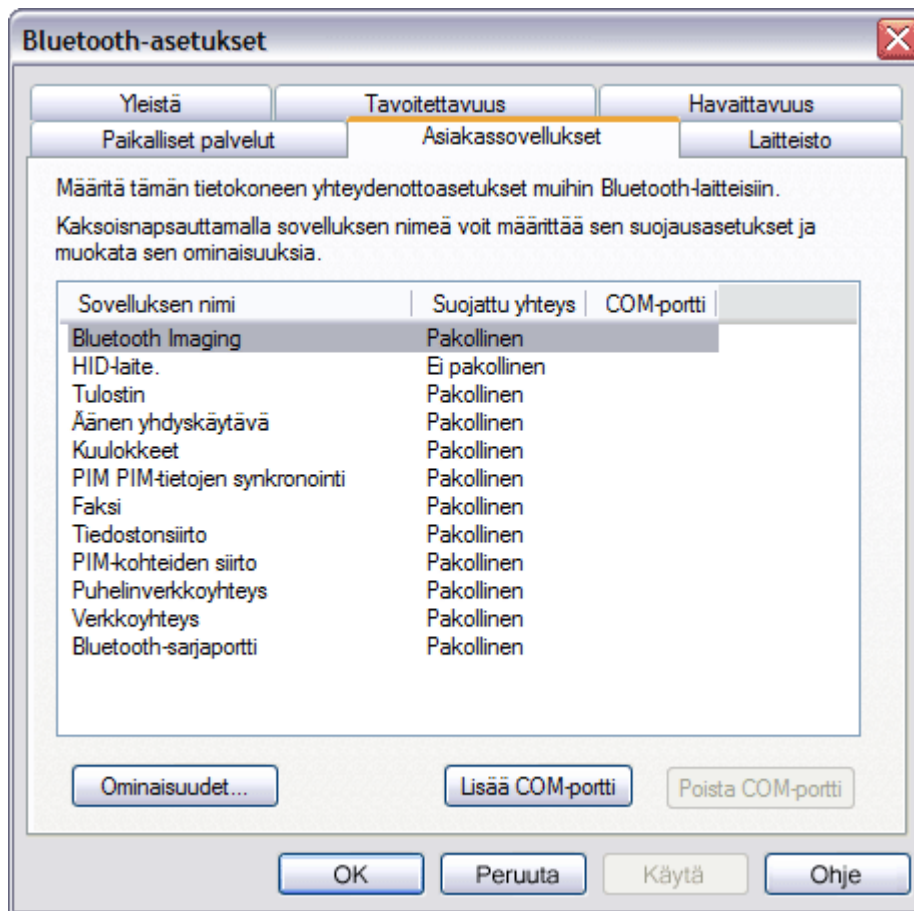 Bluetooth-asetukset
Yleistä Tavoitettavuus Havaittavuus
Paikalliset palvelut Asiakassovellukset Laitteisto
Määritä tämän tietokoneen yhteydenottoasetukset muihin Bluetooth-laitteisiin.
Kaksoisnapsauttamalla sovelluksen nimeä voit määrittää sen suojausasetukset ja
muokata sen ominaisuuksia.
Sovelluksen nimi Suojattu yhteys COM-portti
Bluetooth Imaging Pakollinen
HID-laite. Ei pakollinen
Tulostin Pakollinen
Äänen yhdyskäytävä Pakollinen
Kuulokkeet Pakollinen
PIM PIM-tietojen synkronointi Pakollinen
Faksi Pakollinen
Tiedostonsiirto Pakollinen
PIM-kohteiden siirto Pakollinen
Puhelinverkkoyhteys Pakollinen
Verkkoyhteys Pakollinen
Bluetooth-sarjaportti Pakollinen
Ominaisuudet... Lisää COM-portti Poista COM-portti
OK Peruuta Käytä Ohje